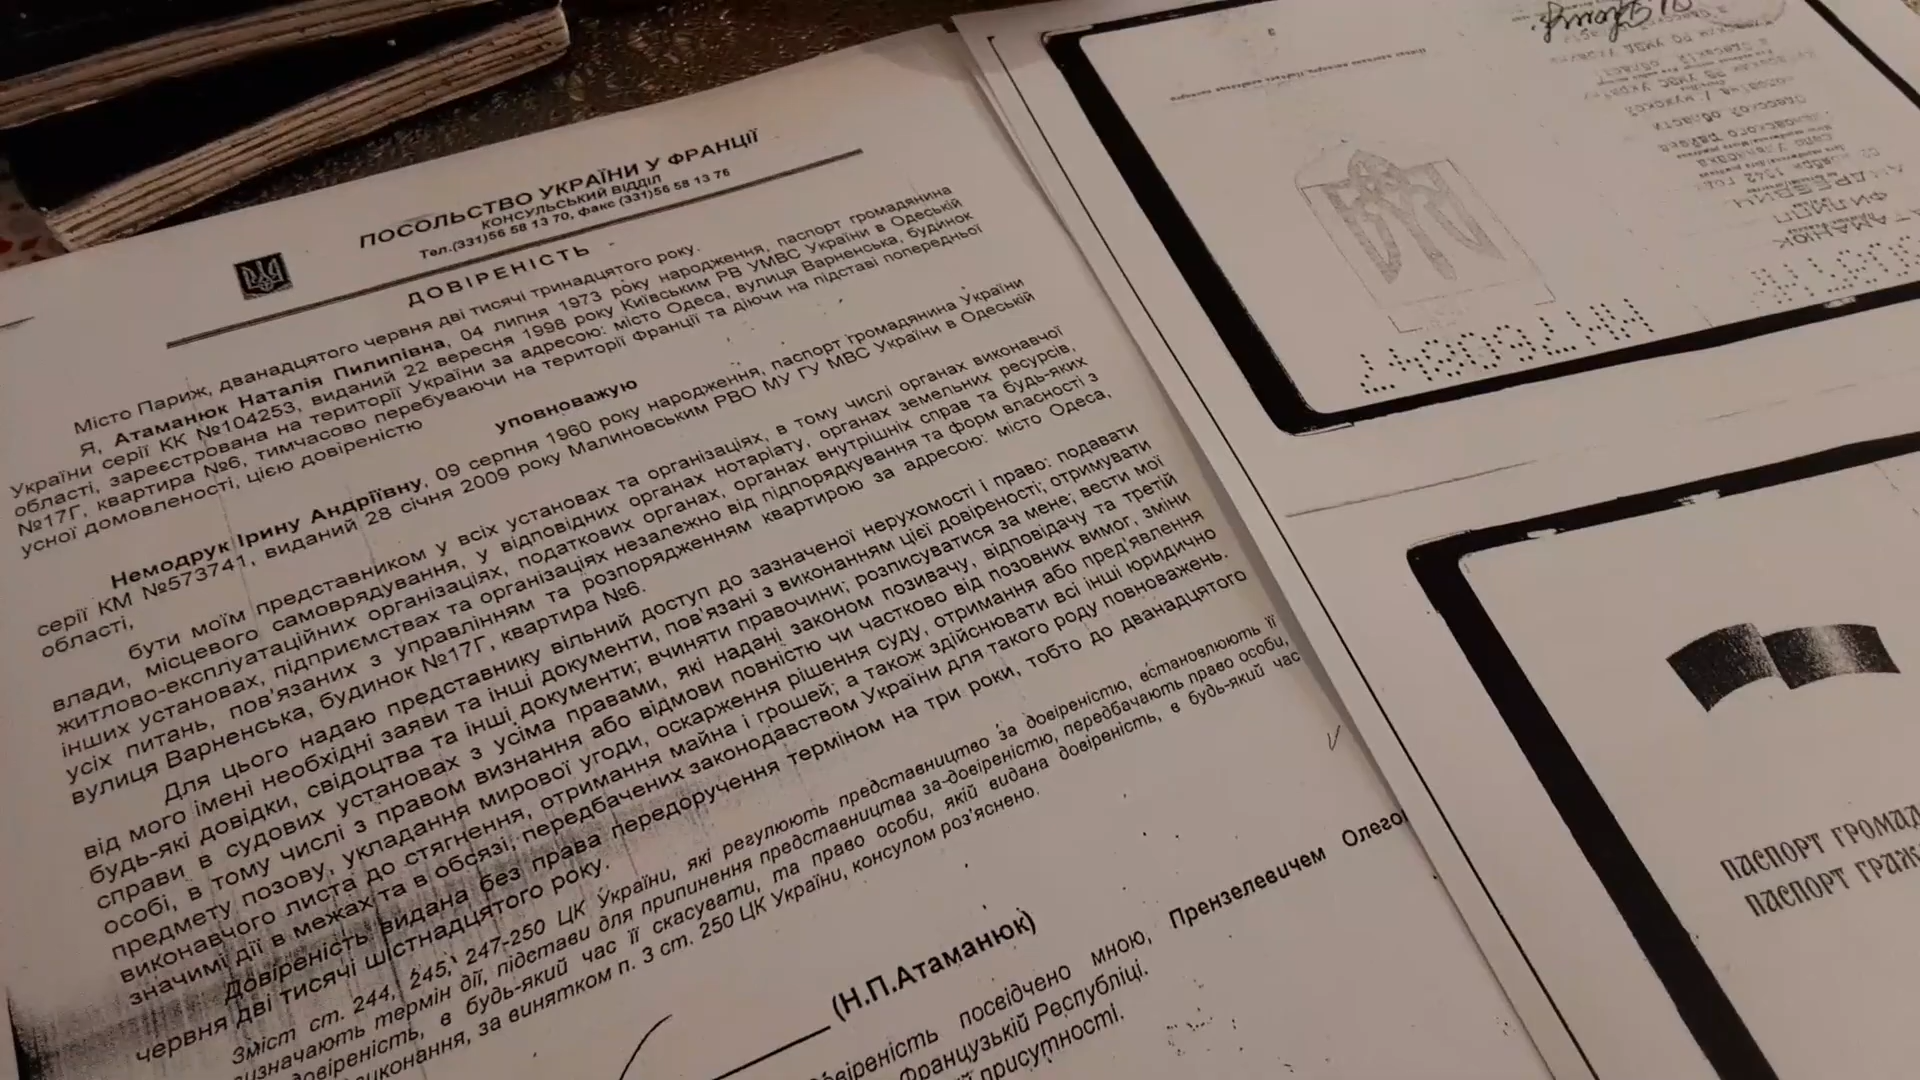 ПОСОЛЬСТВО УКРАЇНИ У ФРАНЦІЇ
КОНСУЛЬСЬКИЙ ВІДДІЛ
Тел.(331)56 58 13 70, факс (331)56 58 13 76
ДОВІРЕНІСТЬ
Місто Париж, дванадцятого червня дві тисячі тринадцятого року.
Я, Атаманюк Наталія Пилипівна, 04 липня 1973 року народження, паспорт громадянина
України серії КК №104253, виданий 22 вересня 1998 року Київським РВ УМВС України в Одеській
області, зареєстрована на території України за адресою: місто Одеса, вулиця Варненська, будинок
№17Г, квартира №6, тимчасово перебуваючи на території Франції та діючи на підставі попередньої
усної домовленості, цією довіреністю
уповноважую
Немодрук Ірину Андріївну, 09 серпня 1960 року народження, паспорт громадянина України
серії КМ №573741, виданий 28 січня 2009 року Малиновським РВО МУ ГУ МВС України в Одеській
області,
бути моїм представником у всіх установах та організаціях, в тому числі органах виконавчої
влади, місцевого самоврядування, у відповідних органах нотаріату, органах земельних ресурсів,
житлово-експлуатаційних організаціях, податкових органах, органах внутрішніх справ та будь-яких
інших установах, підприємствах та організаціях незалежно від підпорядкування та форм власності з
усіх питань, пов'язаних з управлінням та розпорядженням квартирою за адресою: місто Одеса,
вулиця Варненська, будинок №17Г, квартира №6.
Для цього надаю представнику вільний доступ до зазначеної нерухомості і право: подавати
від мого імені необхідні заяви та інші документи, пов'язані з виконанням цієї довіреності; отримувати
будь-які довідки, свідоцтва та інші документи; вчиняти правочини; розписуватися за мене; вести мої
справи в судових установах з усіма правами, які надані законом позивачу, відповідачу та третій
особі, в тому числі з правом визнання або відмови повністю чи частково від позовних вимог, зміни
предмету позову, укладання мирової угоди, оскарження рішення суду, отримання або пред'явлення
виконавчого листа до стягнення, отримання майна і грошей; а також здійснювати всі інші юридично
значимі дії в межах та в обсязі, передбачених законодавством України для такого роду повноважень.
Довіреність видана без права передоручення терміном на три роки, тобто до дванадцятого
червня дві тисячі шістнадцятого року.
Зміст ст. 244, 245, 247-250 ЦК України, які регулюють представництво за довіреністю, встановлюють її
визначають термін дії, підстави для припинення представництва за довіреністю, передбачають право особи,
довіреність, в будь-який час її скасувати, та право особи, якій видана довіреність, в будь-який час
виконання, за винятком п. 3 ст. 250 ЦК України, консулом роз'яснено.
(Н.П.Атаманюк)
Довіреність посвідчено мною, Прензелевичем Олего
Французькій Республіці.
присутності.
АТАМАНЮК
ФИЛИПП
АНДРЕЕВИЧ
1942
Одесской области
ПАСПОРТ ГРОМАД
ПАСПОРТ ГРАЖ